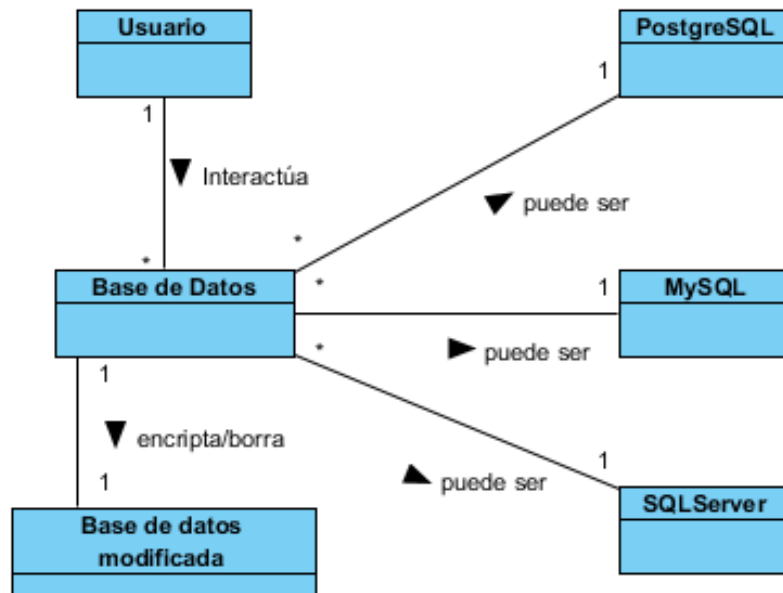 Usuario
PostgreSQL
1
1
Interactúa
puede ser
*
*
Base de Datos
*
1
MySQL
*
puede ser
1
encripta/borra
1
puede ser
1
SQLServer
Base de datos
modificada